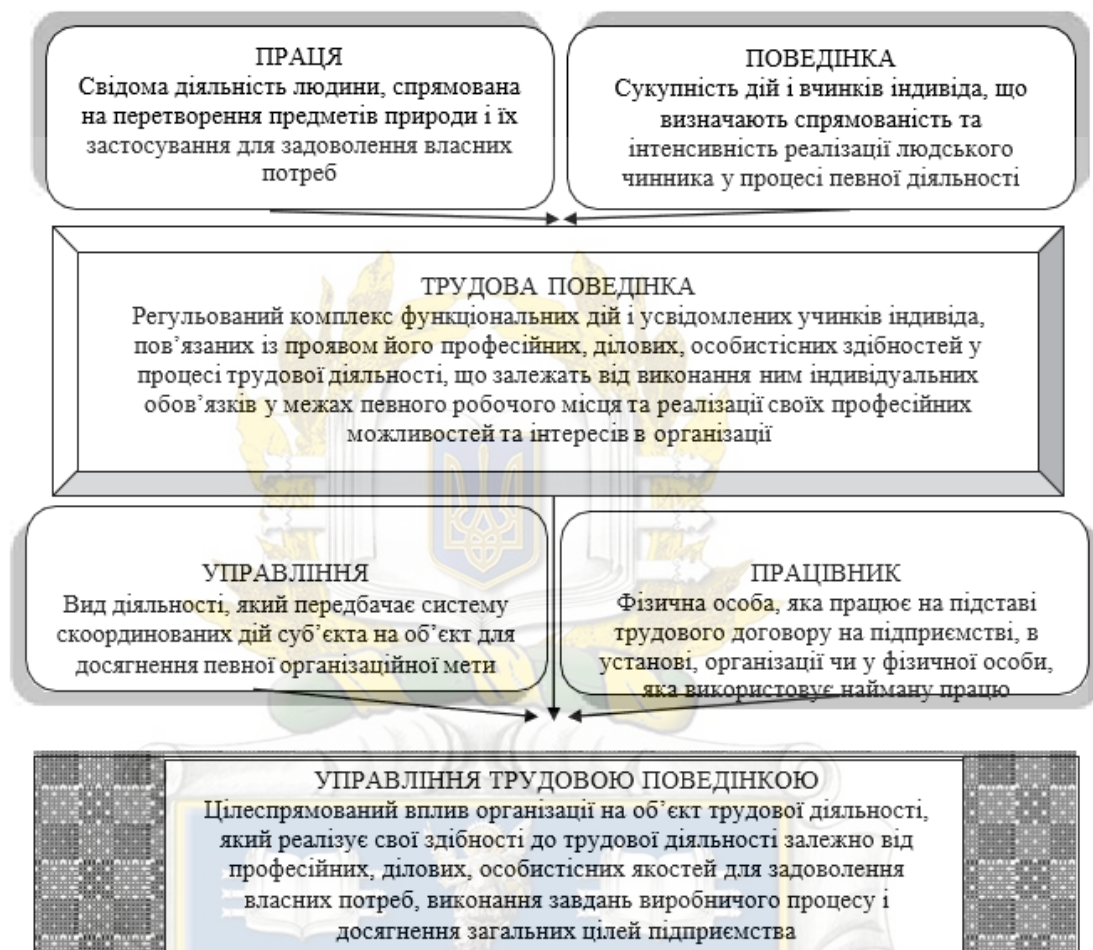 ПРАЦЯ
Свідома діяльність людини, спрямована
на перетворення предметів природи і їх
застосування для задоволення власних
потреб
ПОВЕДІНКА
Сукупність дій і вчинків індивіда, що
визначають спрямованість та
інтенсивність реалізації людського
чинника у процесі певної діяльності
ТРУДОВА ПОВЕДІНКА
Регульований комплекс функціональних дій і усвідомлених учинків індивіда,
пов’язаних із проявом його професійних, ділових, особистісних здібностей у
процесі трудової діяльності, що залежать від виконання ним індивідуальних
обов’язків у межах певного робочого місця та реалізації своїх професійних
можливостей та інтересів в організації
УПРАВЛІННЯ
Вид діяльності, який передбачає систему
скоординованих дій суб’єкта на об’єкт для
досягнення певної організаційної мети
ПРАЦІВНИК
Фізична особа, яка працює на підставі
трудового договору на підприємстві, в
установі, організації чи у фізичної особи,
яка використовує найману працю
УПРАВЛІННЯ ТРУДОВОЮ ПОВЕДІНКОЮ
Цілеспрямований вплив організації на об’єкт трудової діяльності,
який реалізує свої здібності до трудової діяльності залежно від
професійних, ділових, особистісних якостей для задоволення
власних потреб, виконання завдань виробничого процесу і
досягнення загальних цілей підприємства